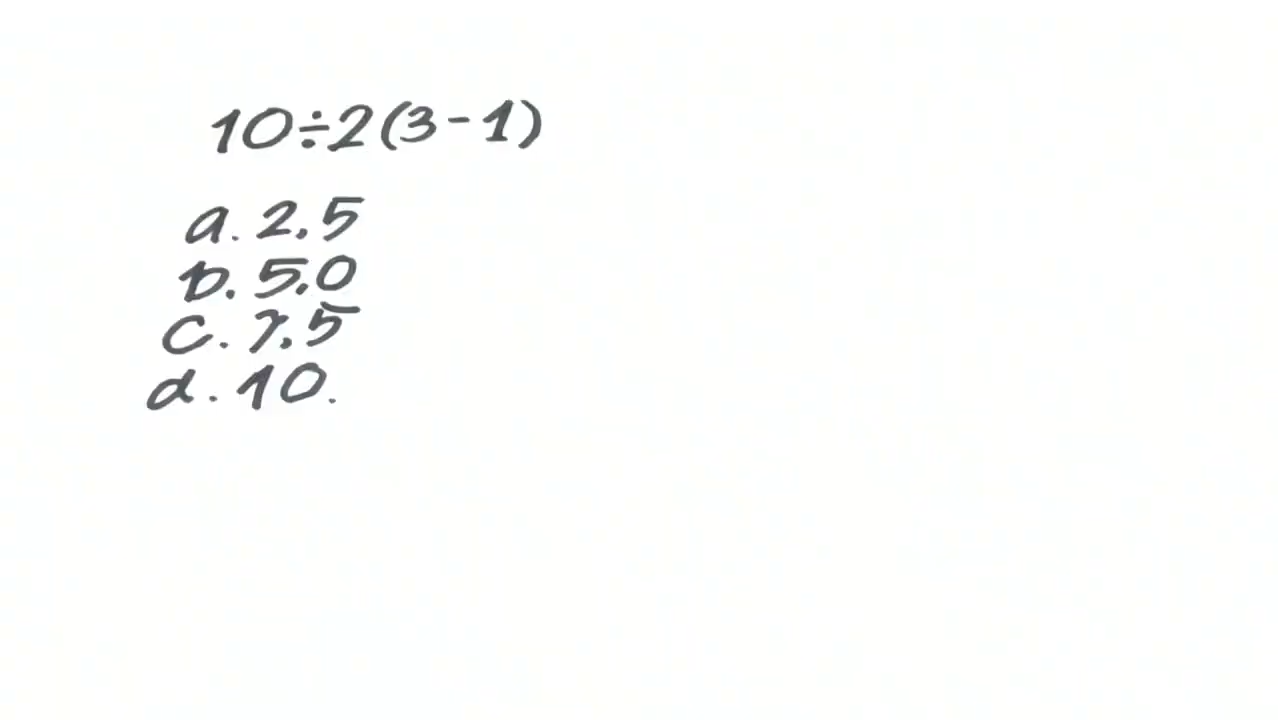 10÷2(3-1)
a. 2,5
b. 5,0
c. 7,5
d. 10.